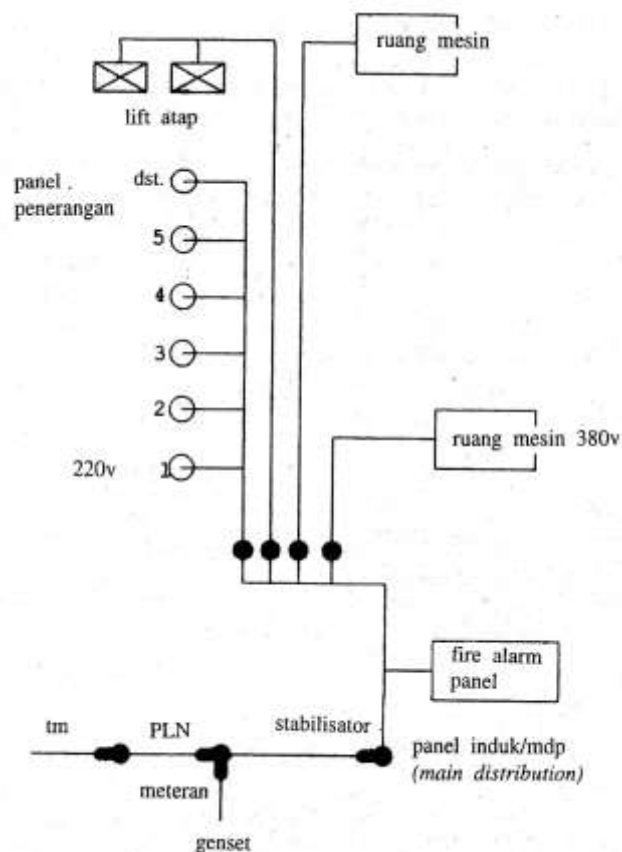 ruang mesin
lift atap
panel .
penerangan
dst.
5
4
3
2
220v
1
ruang mesin 380v
fire alarm
panel
tm
PLN
stabilisator
panel induk/mdp
(main distribution)
meteran
genset